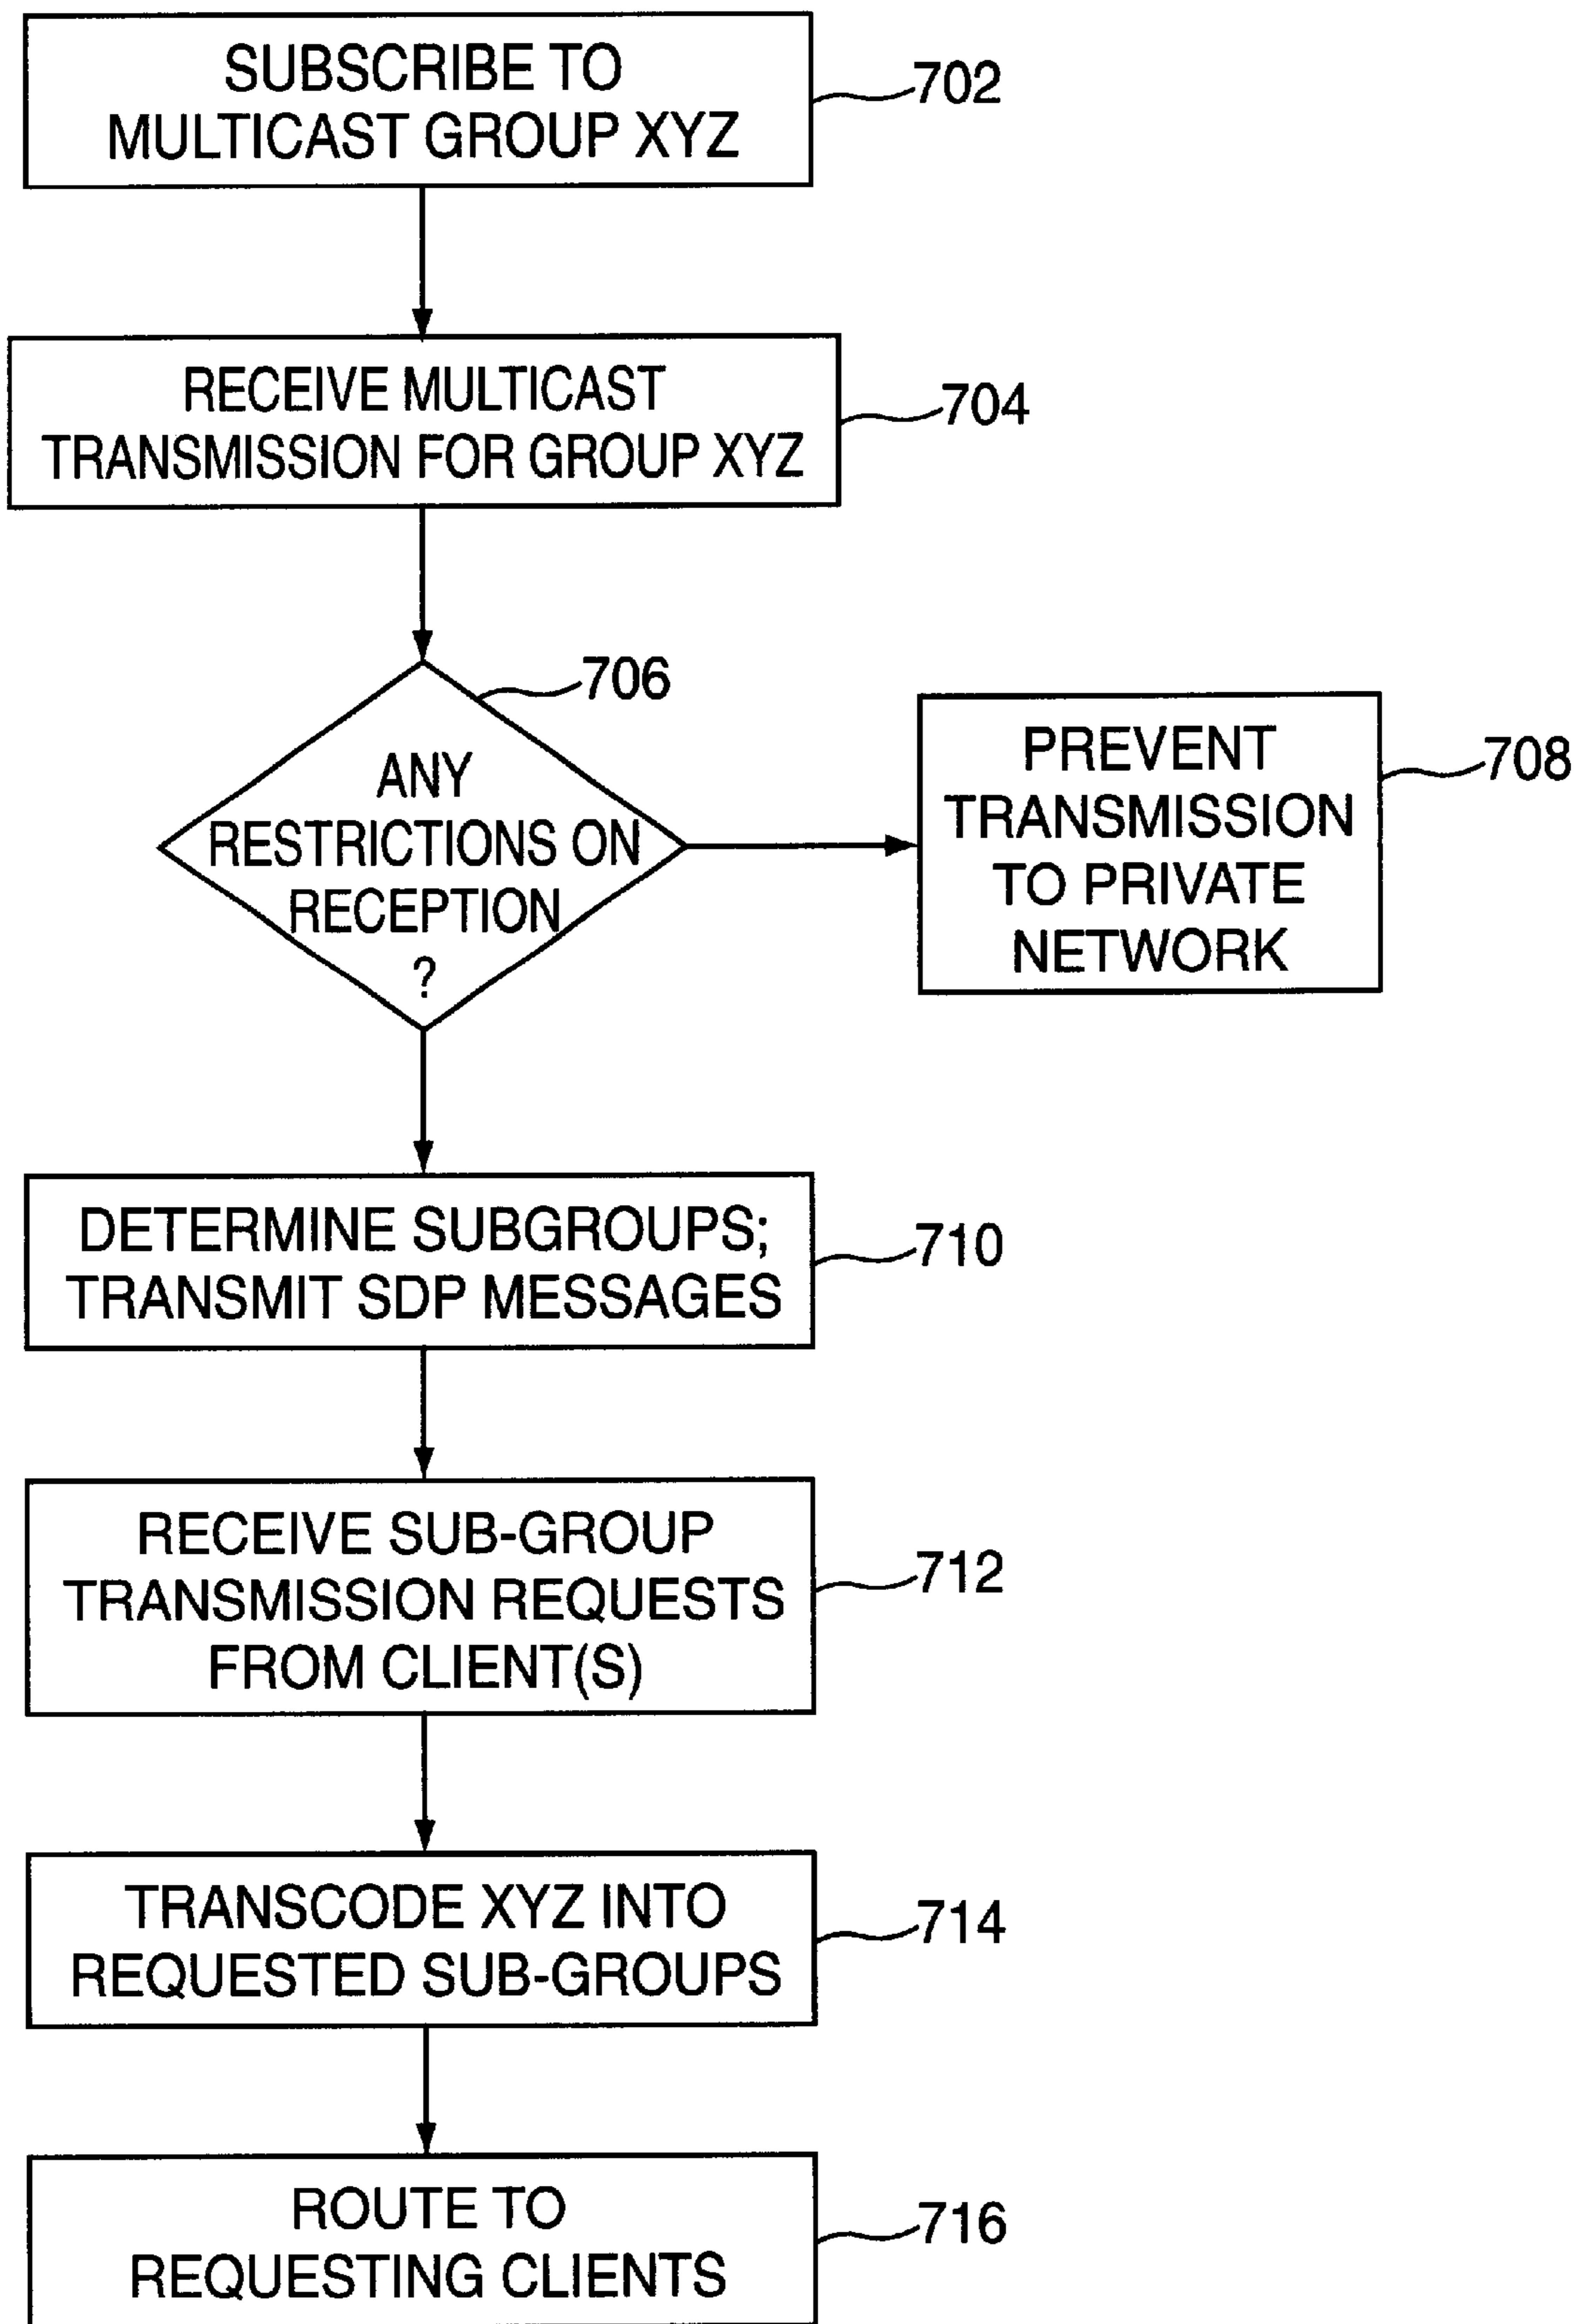 SUBSCRIBE TO
MULTICAST GROUP XYZ
702
RECEIVE MULTICAST
TRANSMISSION FOR GROUP XYZ
704
706
ANY
RESTRICTIONS ON
RECEPTION
?
PREVENT
TRANSMISSION
TO PRIVATE
NETWORK
708
DETERMINE SUBGROUPS;
TRANSMIT SDP MESSAGES
710
RECEIVE SUB-GROUP
TRANSMISSION REQUESTS
FROM CLIENT(S)
712
TRANSCODE XYZ INTO
REQUESTED SUB-GROUPS
714
ROUTE TO
REQUESTING CLIENTS
716